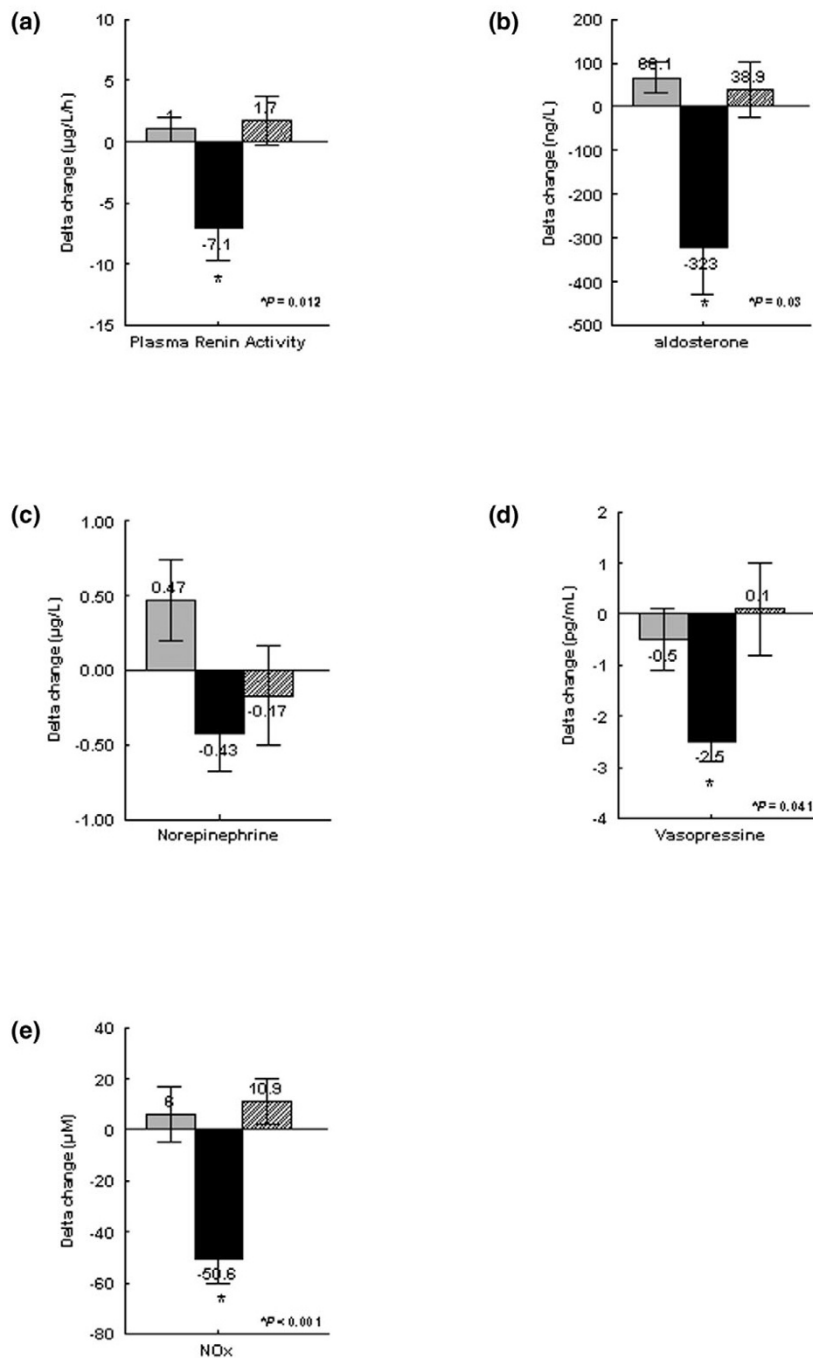 (a)
10
5
0
-5
-10
-15
Delta change (µg/L/h)
1
-7.1
1.7
*
*P = 0.012
Plasma Renin Activity
(b)
200
100
0
-100
-200
-300
-400
-500
Delta change (ng/L)
-323
38.9
*
*P = 0.03
aldosterone
(c)
1.00
0.50
0.00
-0.50
-1.00
Delta change (µg/L)
0.47
-0.43
-0.17
Norepinephrine
(d)
2
1
0
-1
-2
-3
-4
Delta change (pg/mL)
-0.5
-2.5
0.1
*
*P = 0.041
Vasopressine
(e)
40
20
0
-20
-40
-60
-80
Delta change (µM)
6
-50.6
10.9
*
*P < 0.001
NOx